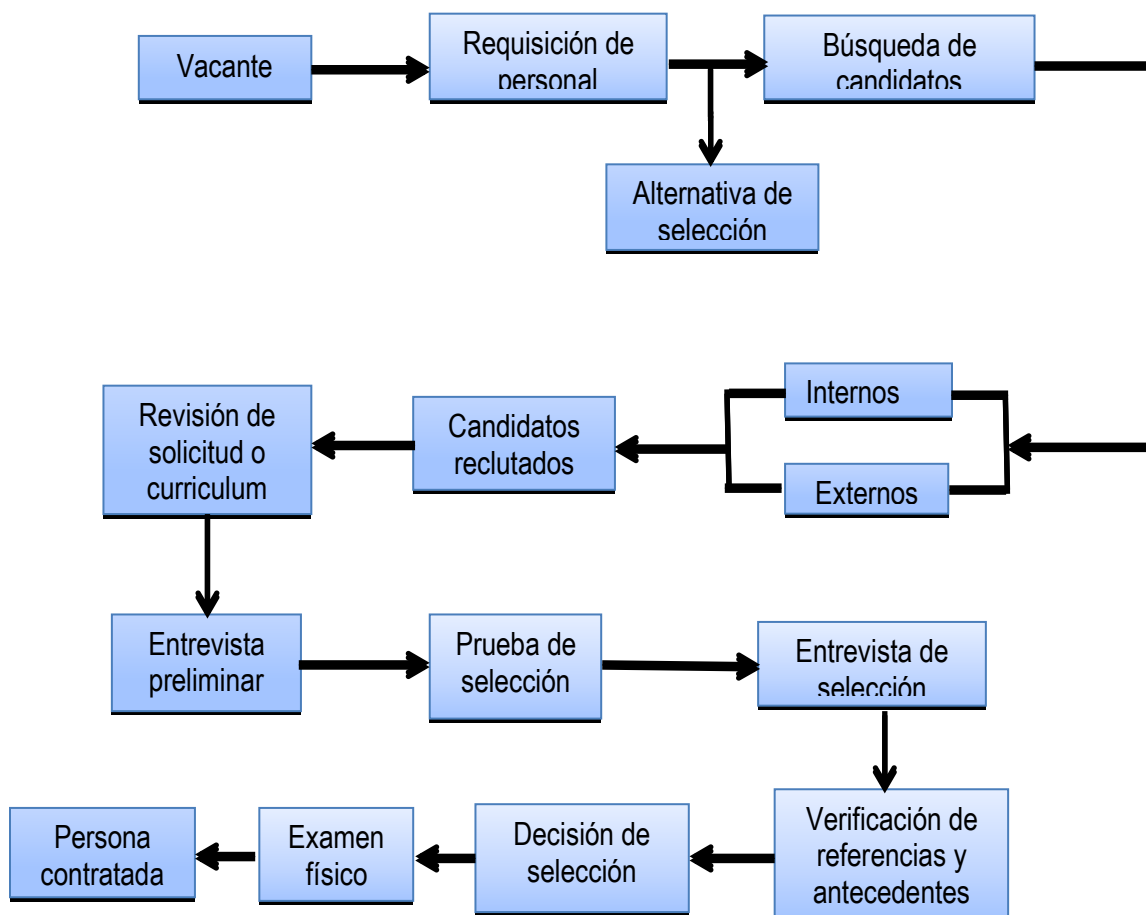 Vacante
Requisición de
personal
Búsqueda de
candidatos
Alternativa de
selección
Internos
Externos
Candidatos
reclutados
Revisión de
solicitud o
curriculum
Entrevista
preliminar
Prueba de
selección
Entrevista de
selección
Verificación de
referencias y
antecedentes
Decisión de
selección
Examen
físico
Persona
contratada